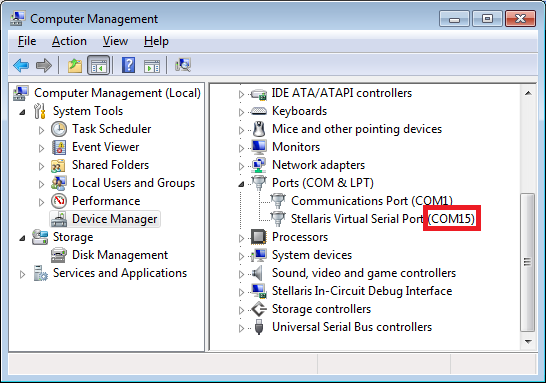 Computer Management
File Action View Help
Computer Management (Local)
System Tools
Task Scheduler
Event Viewer
Shared Folders
Local Users and Groups
Performance
Device Manager
Storage
Disk Management
Services and Applications
IDE ATA/ATAPI controllers
Keyboards
Mice and other pointing devices
Monitors
Network adapters
Ports (COM & LPT)
Communications Port (COM1)
Stellaris Virtual Serial Port (COM15)
Processors
System devices
Sound, video and game controllers
Stellaris In-Circuit Debug Interface
Storage controllers
Universal Serial Bus controllers